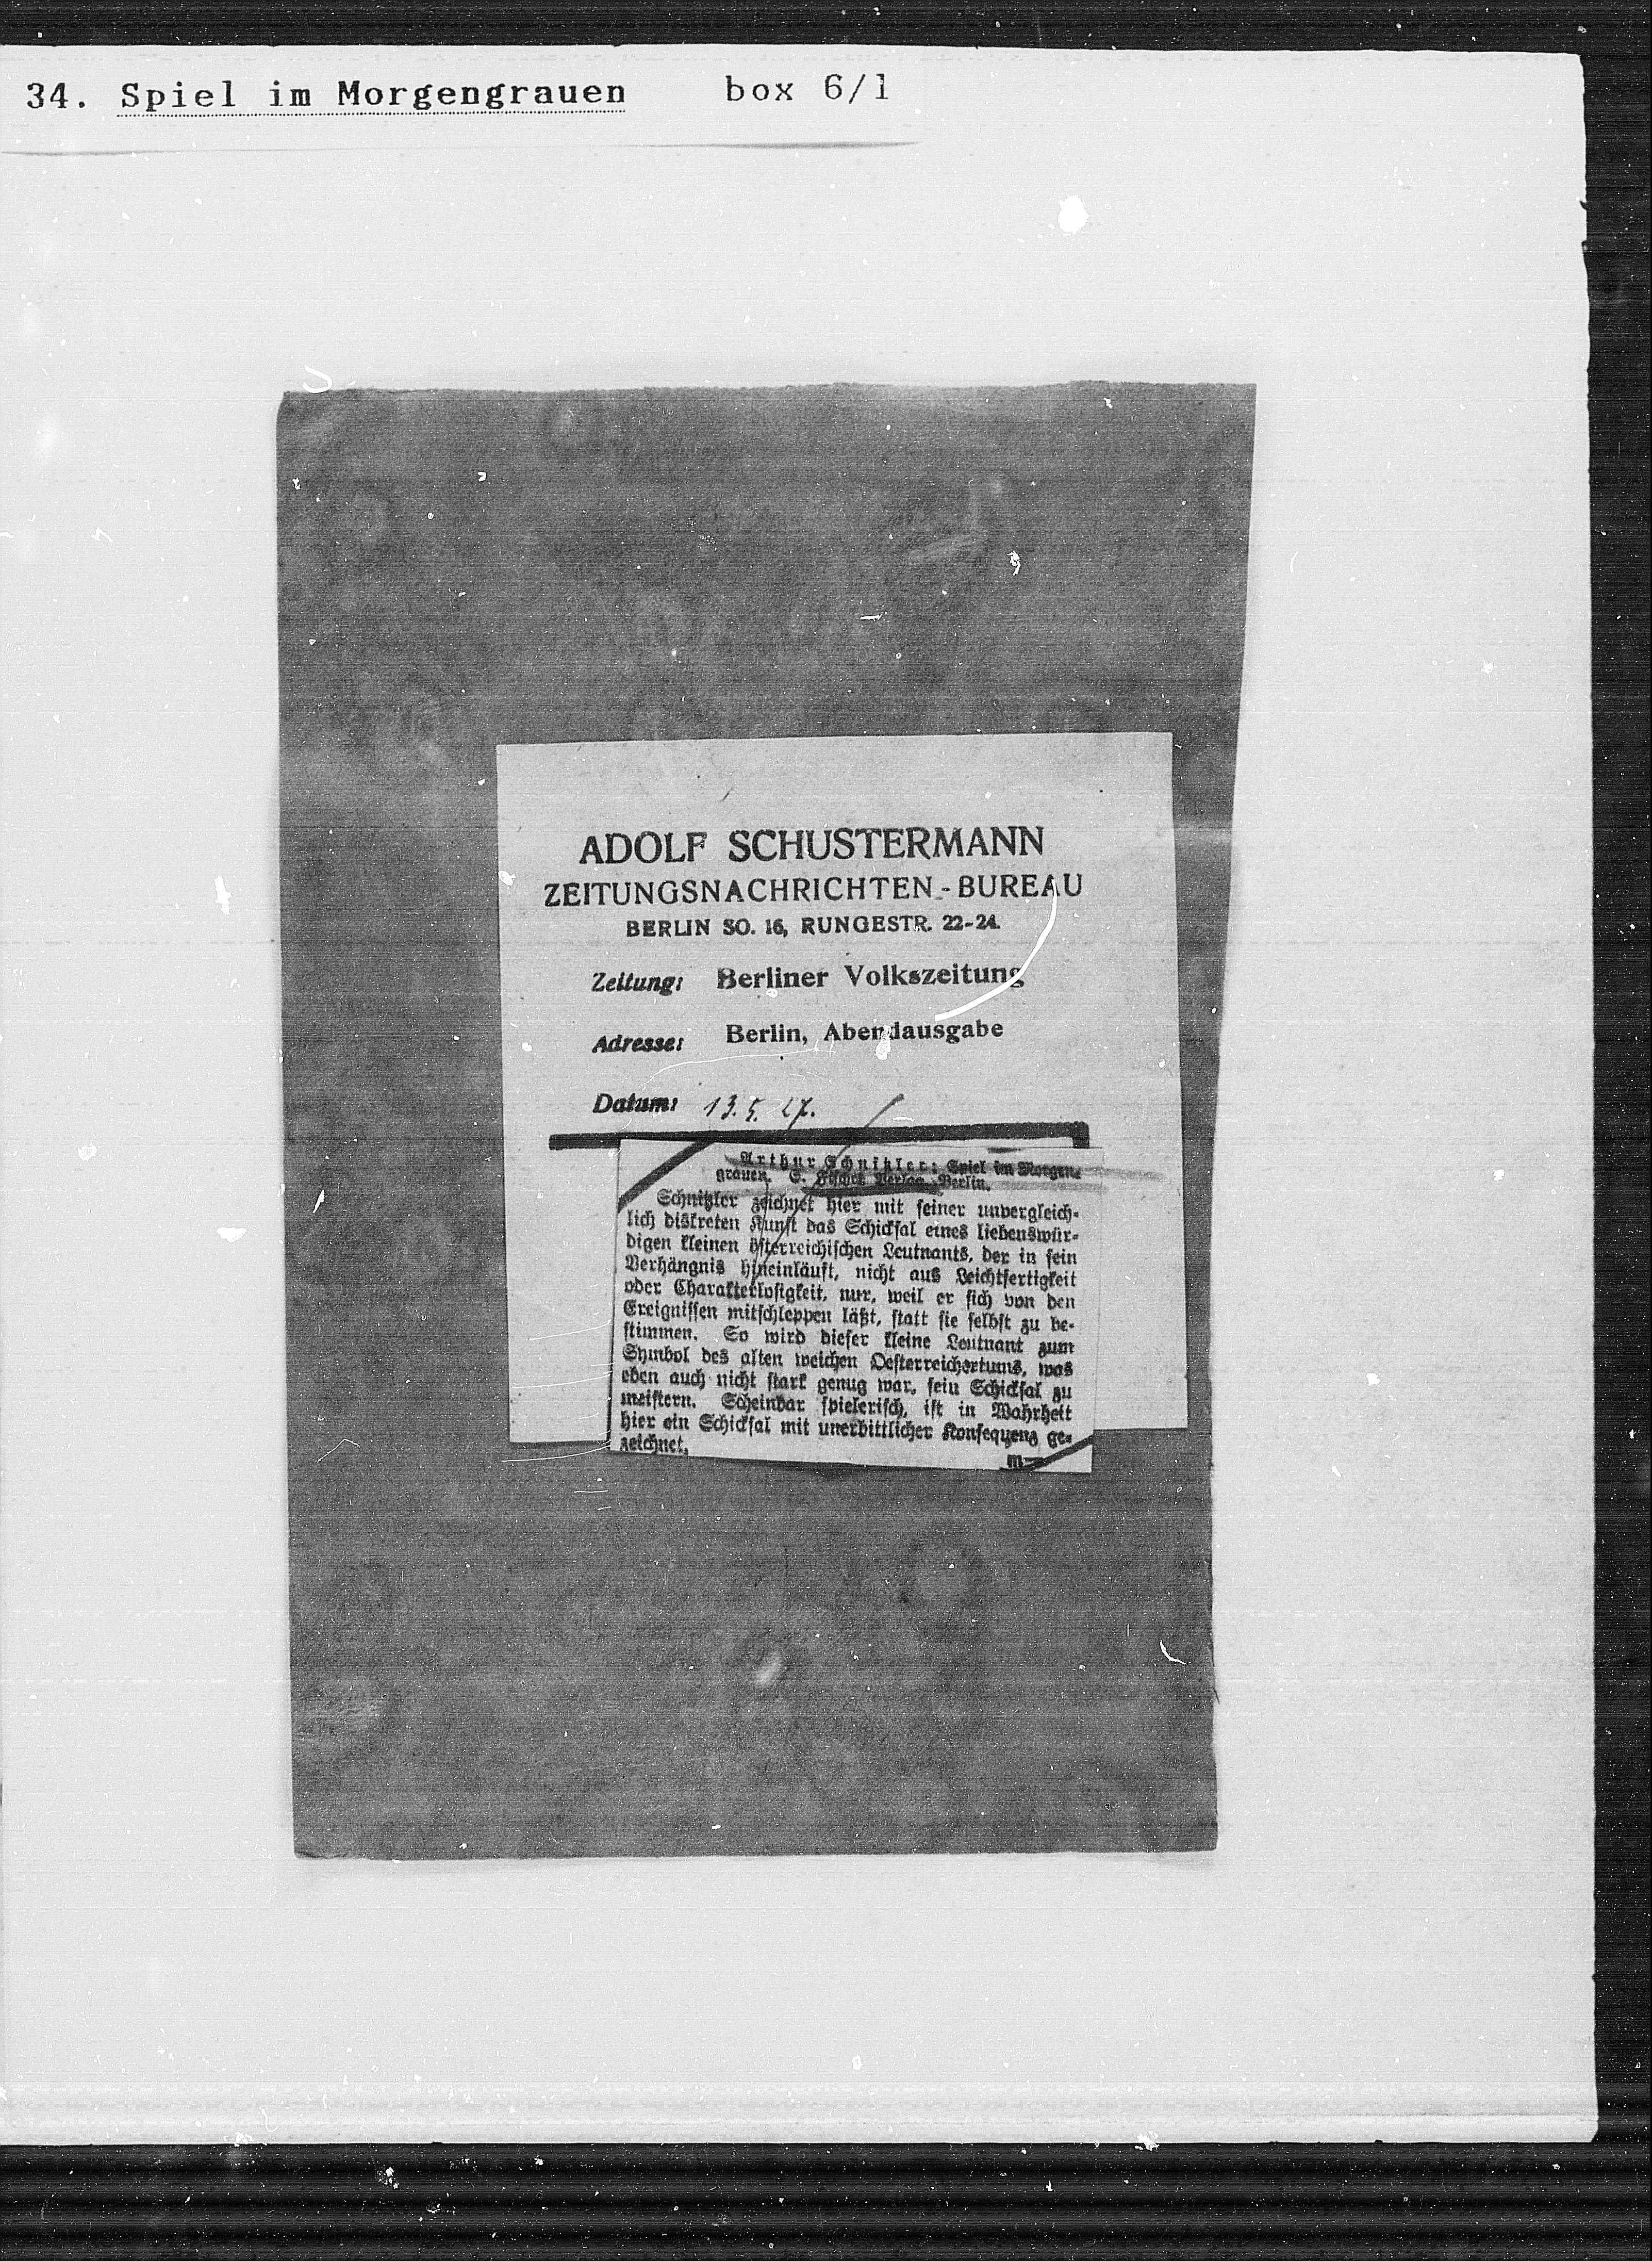 34. Spiel im Morgengrauen box 6/1
ADOLF SCHUSTERMANN
ZEITUNGSNACHRICHTEN-BUREAU
BERLIN SO. 16, RUNGESTR. 22-24.
Zeitung: Berliner Volkszeitung
Adresse: Berlin, Abendausgabe
Datum: 13. 5. 27.
Arthur Schnitzler: Spiel im Morgen-
grauen. S. Fischer Verlag, Berlin.
Schnitzler zeichnet hier mit seiner unvergleich-
lich diskreten Kunst das Schicksal eines liebenswür-
digen kleinen österreichischen Leutnants, der in sein
Verhängnis hineinläuft, nicht aus Leichtfertigkeit
oder Charakterlosigkeit, nur, weil er sich von den
Ereignissen mitschleppen läßt, statt sie selbst zu be-
stimmen. So wird dieser kleine Leutnant zum
Symbol des alten weichen Oesterreichertums, was
eben auch nicht stark genug war, sein Schicksal zu
meistern. Scheinbar spielerisch, ist in Wahrheit
hier ein Schicksal mit unerbittlicher Konsequenz ge-
zeichnet.
m—